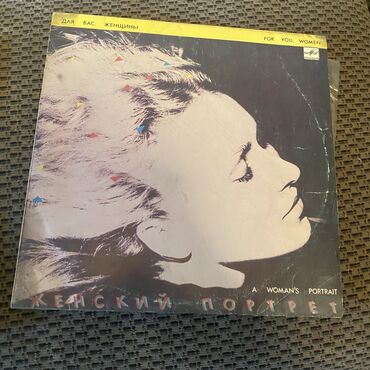 ДЛЯ ВАС, ЖЕНЩИНЫ
FOR YOU, WOMEN
A WOMAN'S PORTRAIT
ЖЕНСКИЙ ПОРТРЕТ